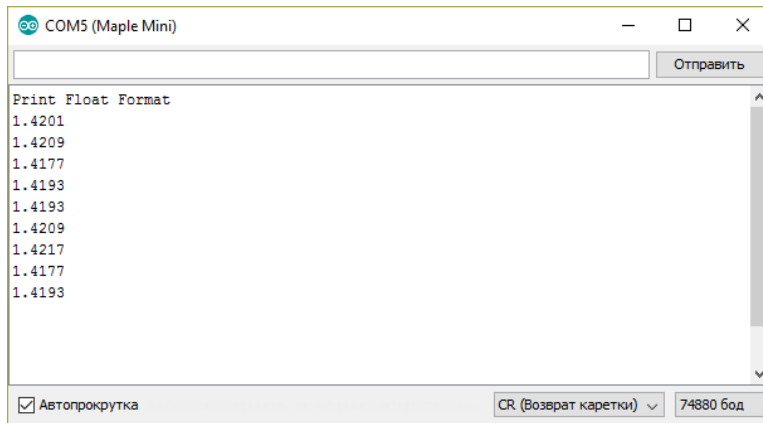 COM5 (Maple Mini)
Отправить
Print Float Format
1.4201
1.4209
1.4177
1.4193
1.4193
1.4209
1.4217
1.4177
1.4193
Автопрокрутка
CR (Возврат каретки)
74880 бод